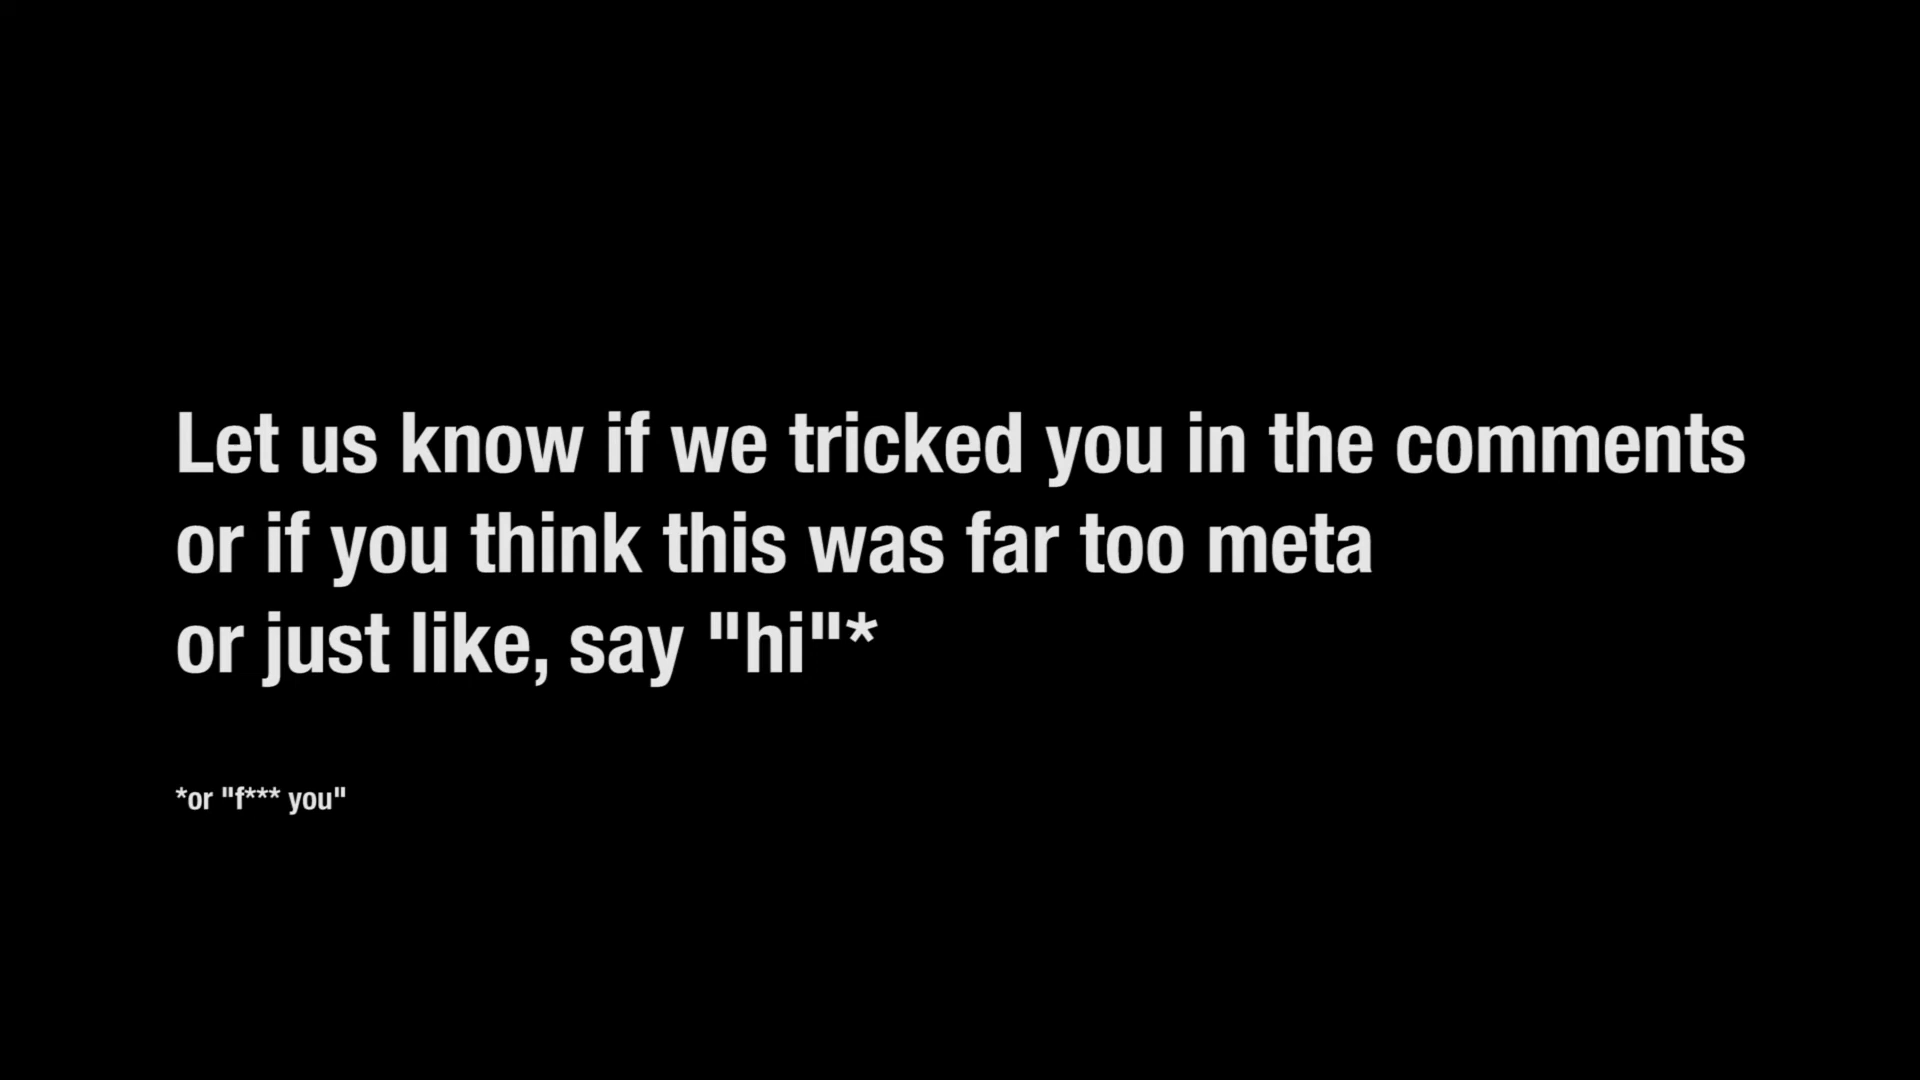 Let us know if we tricked you in the comments
or if you think this was far too meta
or just like, say "hi"*
*or "f*** you"